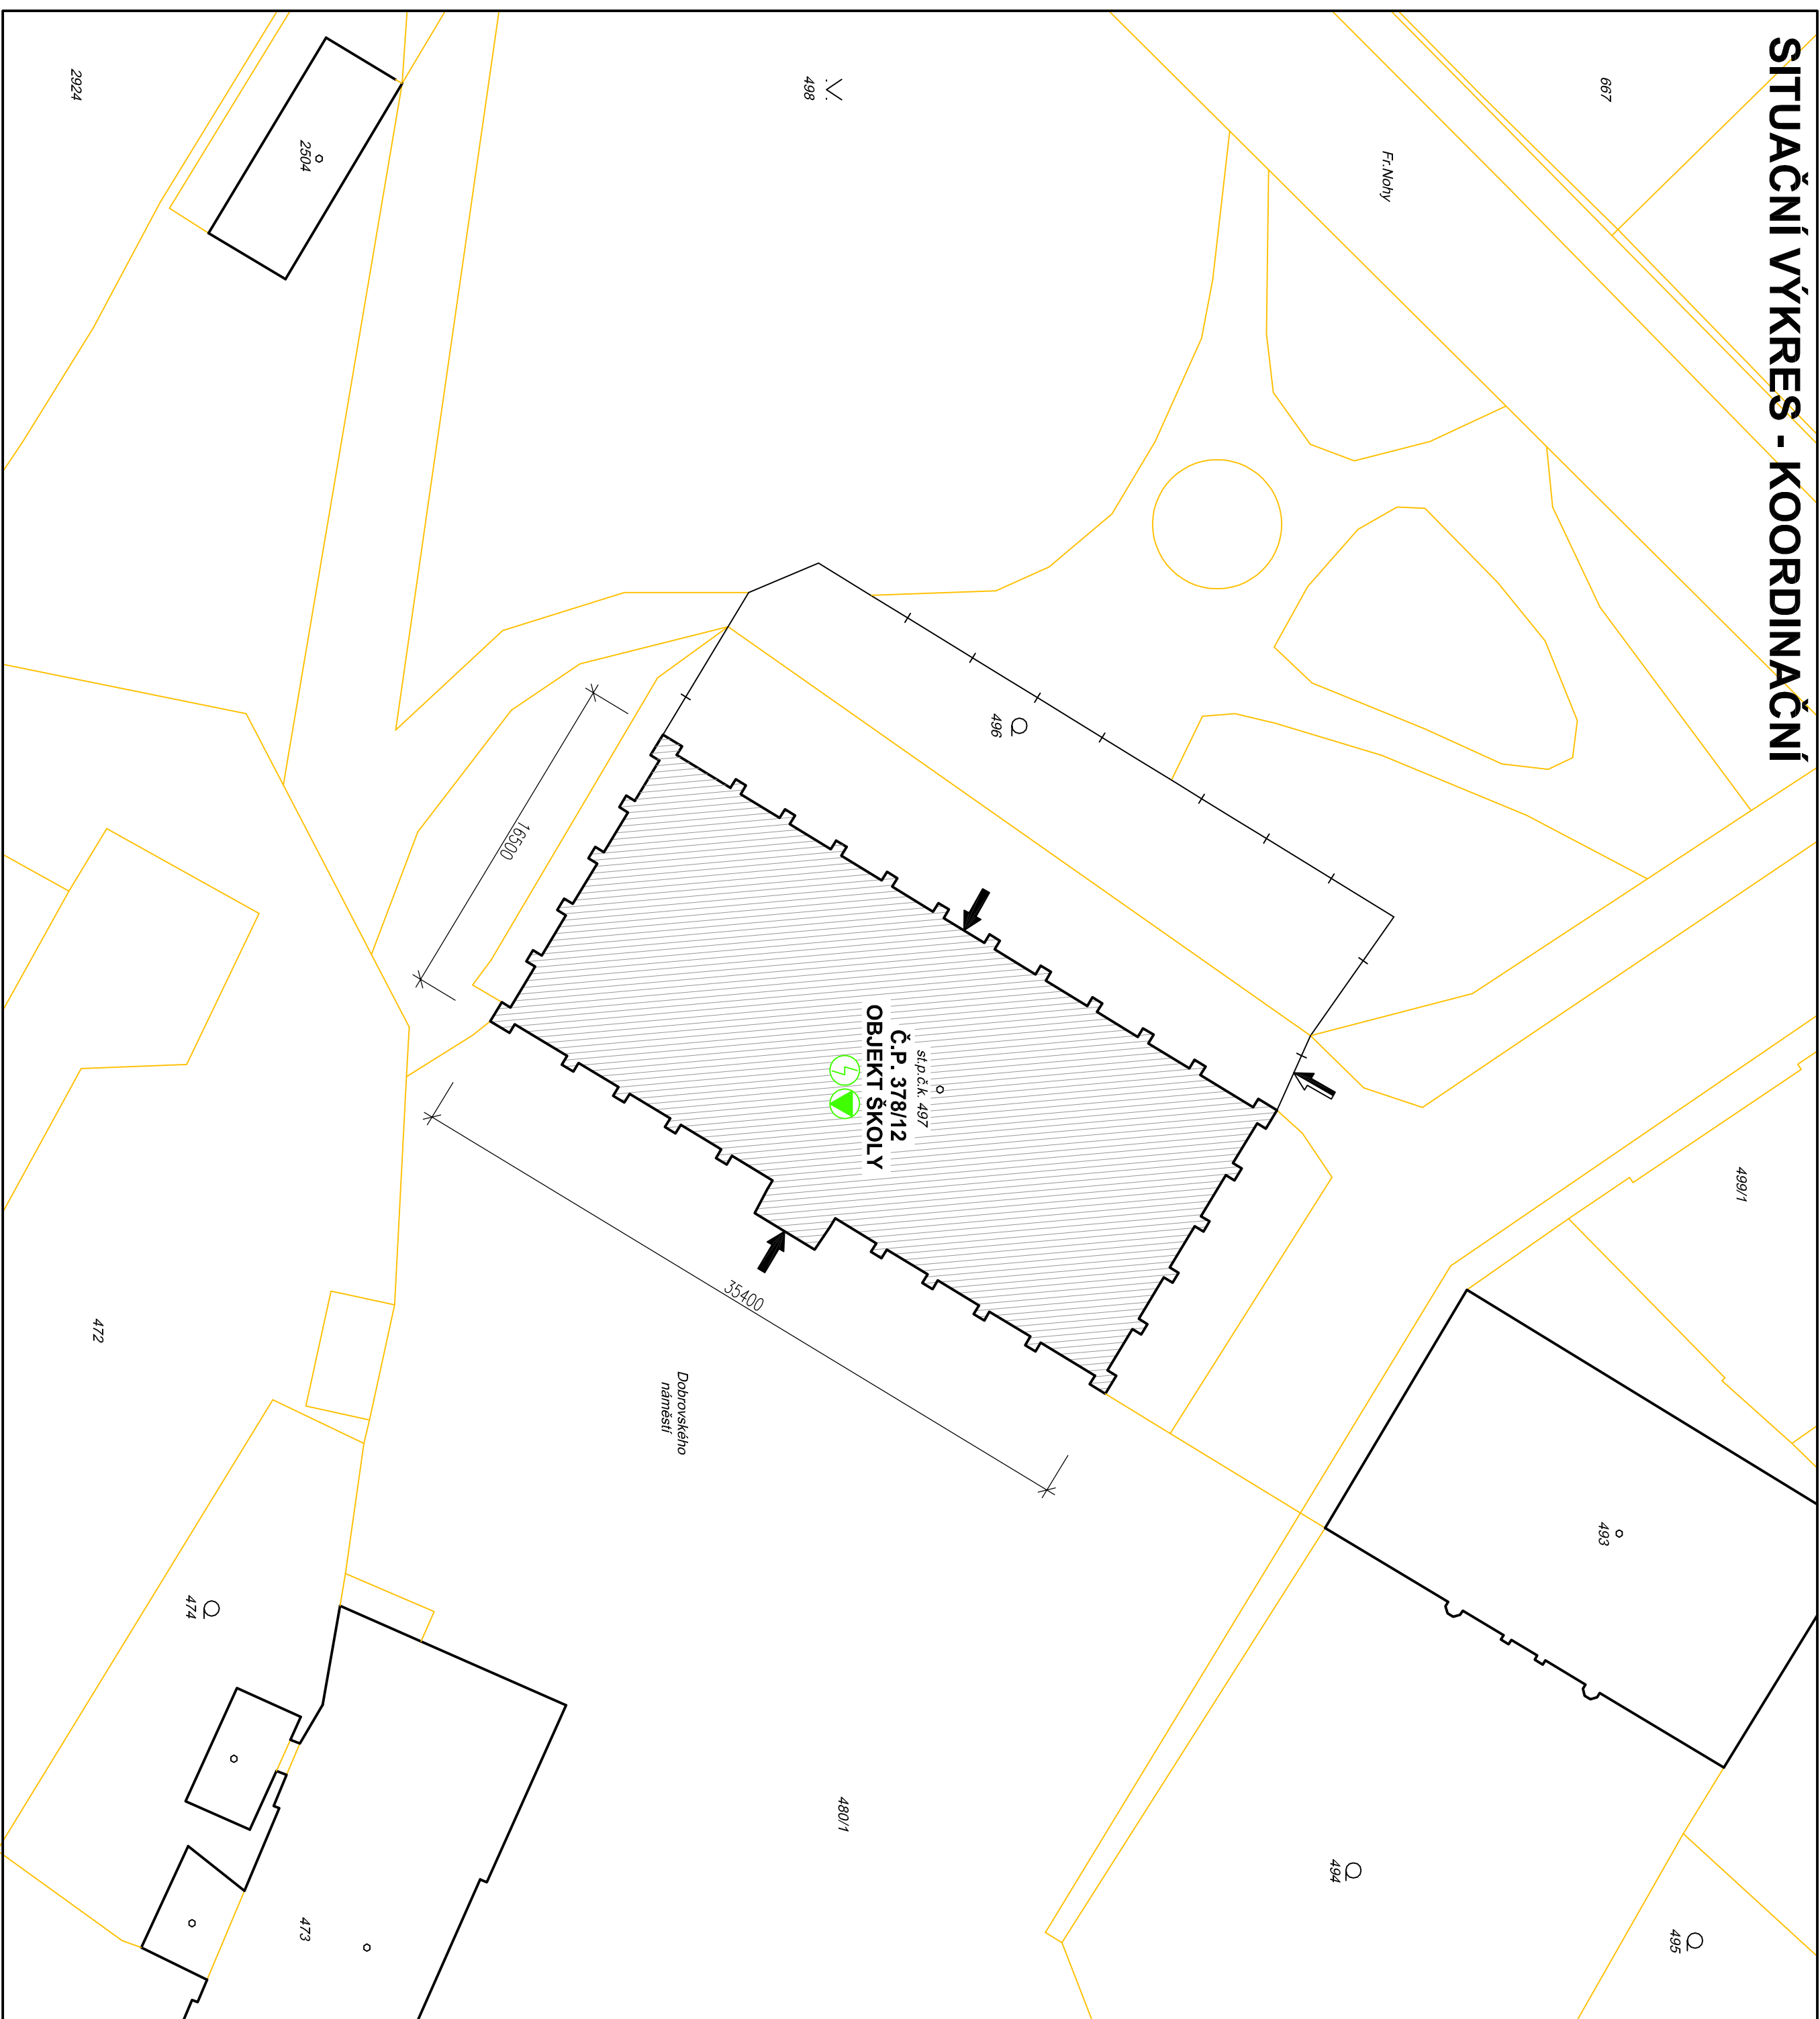 SITUAČNÍ VÝKRES - KOORDINAČNÍ
667
Fr.Nohy
498
2504
2924
496
16500
499/1
st.p.č.k. 497
Č.P. 378/12
OBJEKT ŠKOLY
35400
472
Dobrovského
náměstí
493
474
480/1
494
495
473